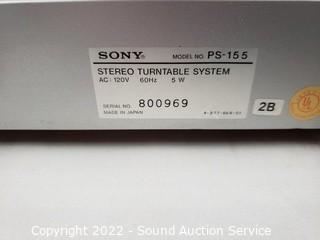 SONY® MODEL NO. PS-155
STEREO TURNTABLE SYSTEM
AC: 120V 60Hz 5 W
SERIAL NO. 800969
MADE IN JAPAN
2B
Copyright - 2022 - Sound Auction Service